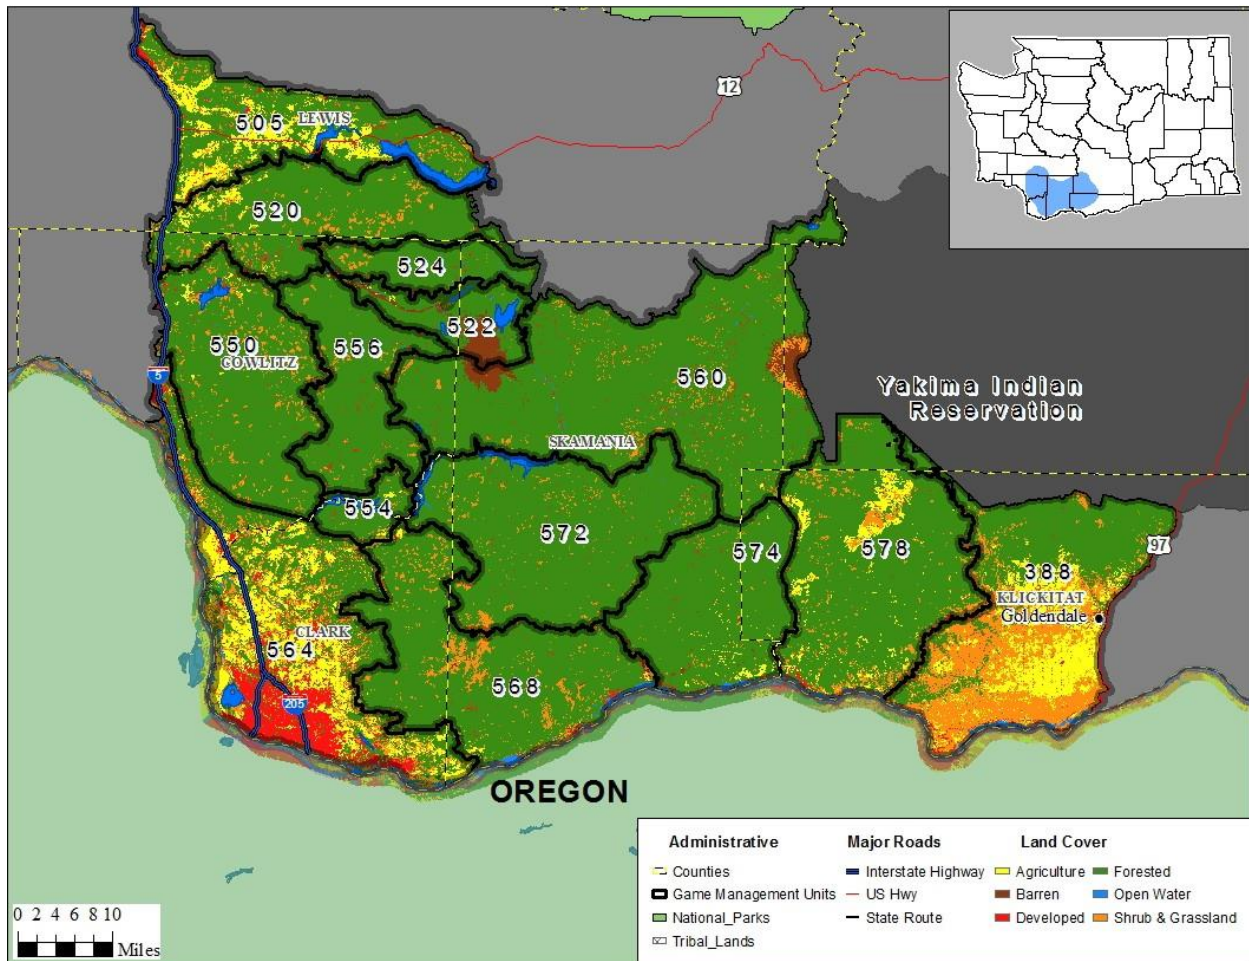 12
505
LEWIS
520
524
522
550
COWLITZ
556
560
5
Yakima Indian
Reservation
SKAMANIA
554
572
574
578
97
388
KLICKITAT
Goldendale
CLARK
564
568
205
OREGON
Administrative
Counties
Game Management Units
National_Parks
Tribal_Lands
Major Roads
Interstate Highway
US Hwy
State Route
Land Cover
Agriculture
Barren
Developed
Forested
Open Water
Shrub & Grassland
0 2 4 6 8 10
Miles